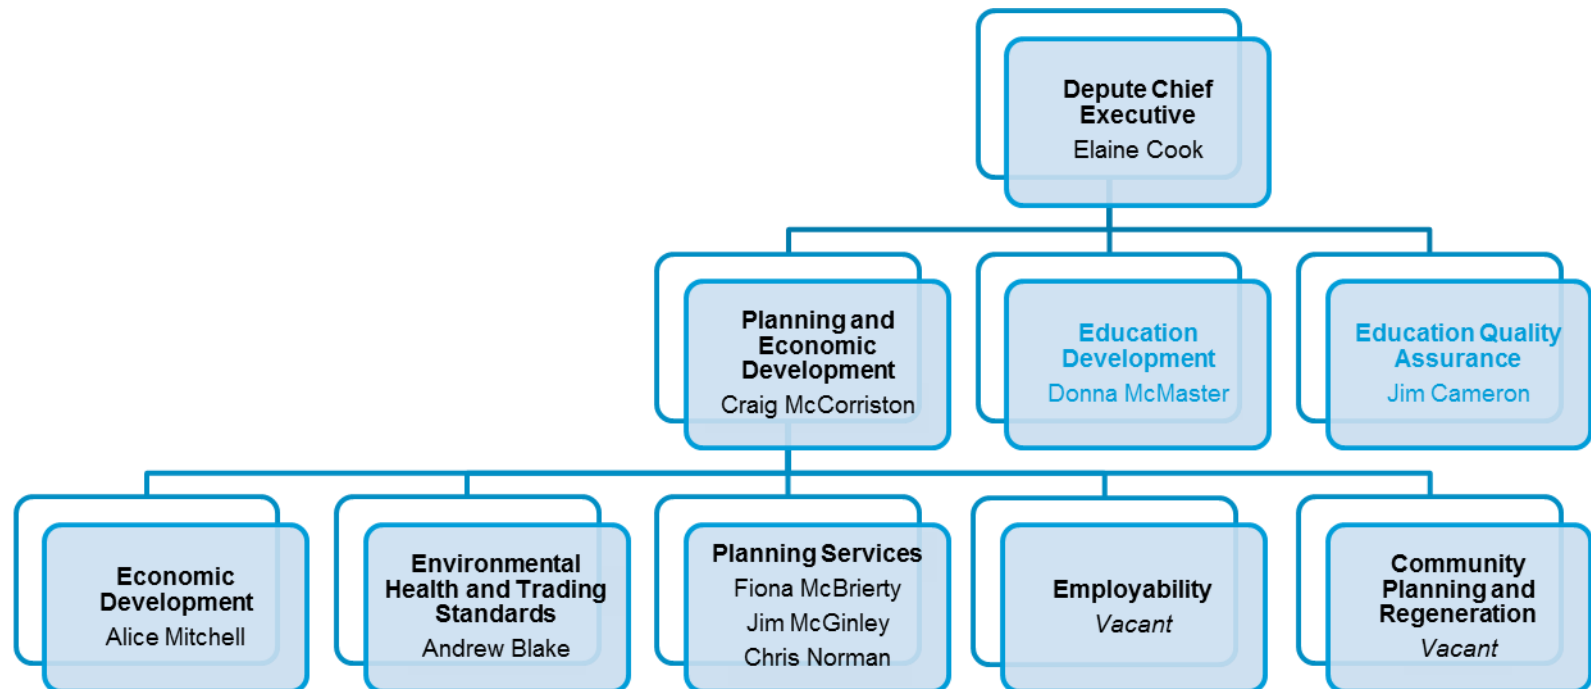 Depute Chief
Executive
Elaine Cook
Planning and
Economic
Development
Craig McCorriston
Education
Development
Donna McMaster
Education Quality
Assurance
Jim Cameron
Economic
Development
Alice Mitchell
Environmental
Health and Trading
Standards
Andrew Blake
Planning Services
Fiona McBrierty
Jim McGinley
Chris Norman
Employability
Vacant
Community
Planning and
Regeneration
Vacant